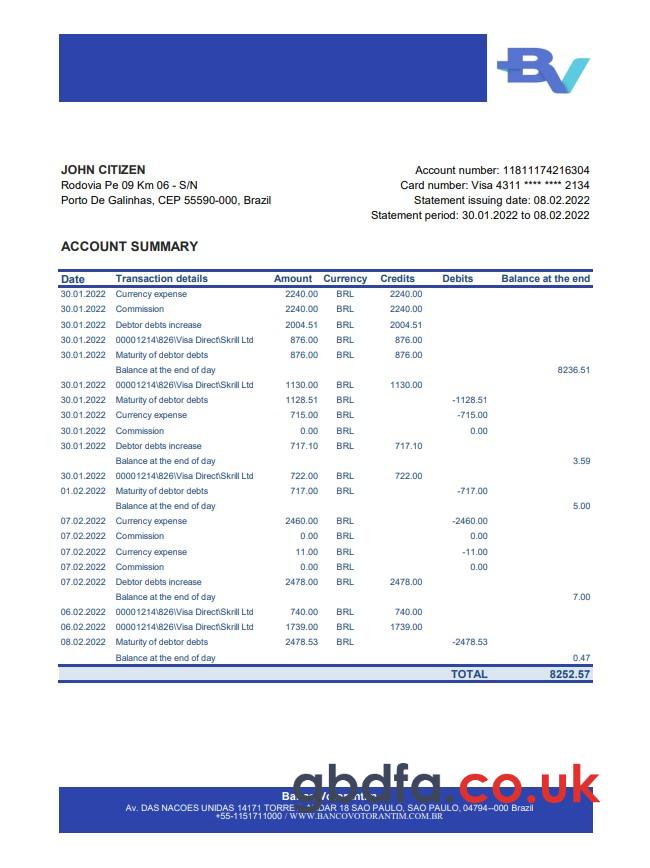 BV
JOHN CITIZEN
Rodovia Pe 09 Km 06 - S/N
Porto De Galinhas, CEP 55590-000, Brazil
Account number: 11811174216304
Card number: Visa 4311 **** **** 2134
Statement issuing date: 08.02.2022
Statement period: 30.01.2022 to 08.02.2022
ACCOUNT SUMMARY
Date Transaction details Amount Currency Credits Debits Balance at the end
30.01.2022 Currency expense 2240.00 BRL 2240.00
30.01.2022 Commission 2240.00 BRL 2240.00
30.01.2022 Debtor debts increase 2004.51 BRL 2004.51
30.01.2022 00001214\826\Visa Direct\Skrill Ltd 876.00 BRL 876.00
30.01.2022 Maturity of debtor debts 876.00 BRL 876.00
Balance at the end of day 8236.51
30.01.2022 00001214\826\Visa Direct\Skrill Ltd 1130.00 BRL 1130.00
30.01.2022 Maturity of debtor debts 1128.51 BRL -1128.51
30.01.2022 Currency expense 715.00 BRL -715.00
30.01.2022 Commission 0.00 BRL 0.00
30.01.2022 Debtor debts increase 717.10 BRL 717.10
Balance at the end of day 3.59
30.01.2022 00001214\826\Visa Direct\Skrill Ltd 722.00 BRL 722.00
01.02.2022 Maturity of debtor debts 717.00 BRL -717.00
Balance at the end of day 5.00
07.02.2022 Currency expense 2460.00 BRL -2460.00
07.02.2022 Commission 0.00 BRL 0.00
07.02.2022 Currency expense 11.00 BRL -11.00
07.02.2022 Commission 0.00 BRL 0.00
07.02.2022 Debtor debts increase 2478.00 BRL 2478.00
Balance at the end of day 7.00
06.02.2022 00001214\826\Visa Direct\Skrill Ltd 740.00 BRL 740.00
06.02.2022 00001214\826\Visa Direct\Skrill Ltd 1739.00 BRL 1739.00
08.02.2022 Maturity of debtor debts 2478.53 BRL -2478.53
Balance at the end of day 0.47
TOTAL 8252.57
gbdfa.co.uk
Av. DAS NACOES UNIDAS 14171 TORRE 18 SAO PAULO, SAO PAULO, 04794--000 Brazil
+55-1151711000 / WWW.BANCOVOTORANTIM.COM.BR